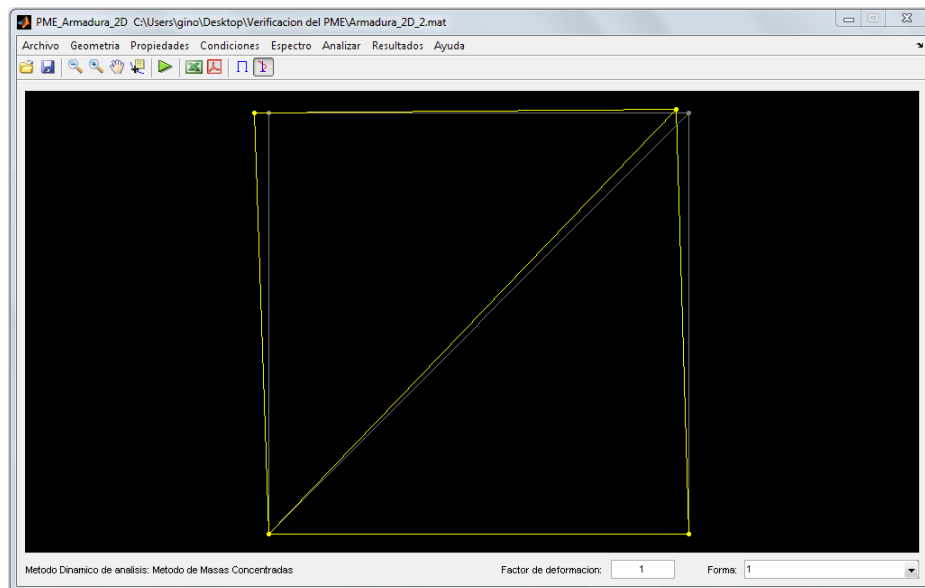 PME_Armadura_2D C:\Users\gino\Desktop\Verificacion del PME\Armadura_2D_2.mat
Archivo Geometria Propiedades Condiciones Espectro Analizar Resultados Ayuda
Metodo Dinamico de analisis: Metodo de Masas Concentradas Factor de deformacion: 1 Forma: 1